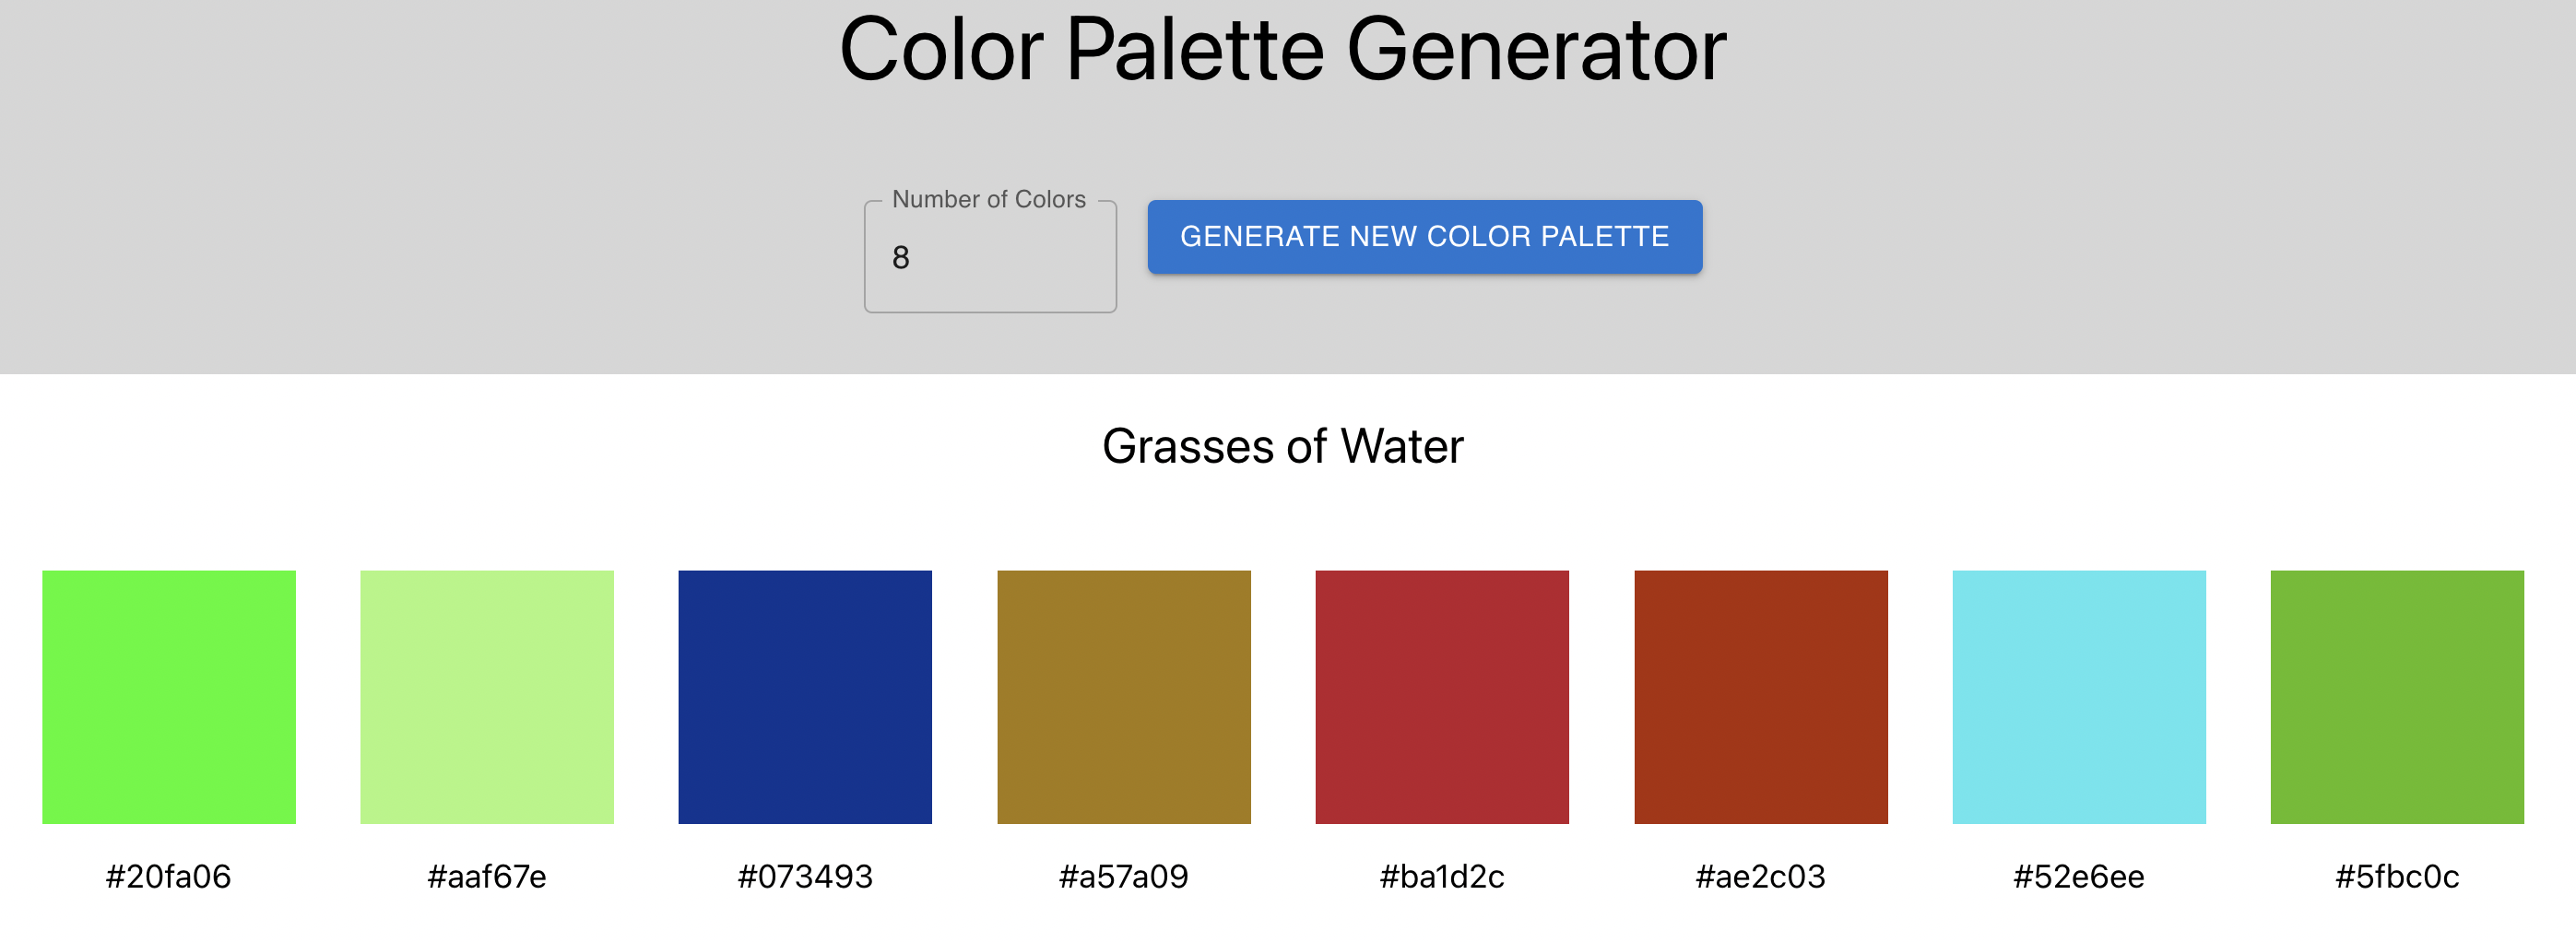 Color Palette Generator
Number of Colors
8
GENERATE NEW COLOR PALETTE
Grasses of Water
#20fa06
#aaf67e
#073493
#a57a09
#ba1d2c
#ae2c03
#52e6ee
#5fbc0c